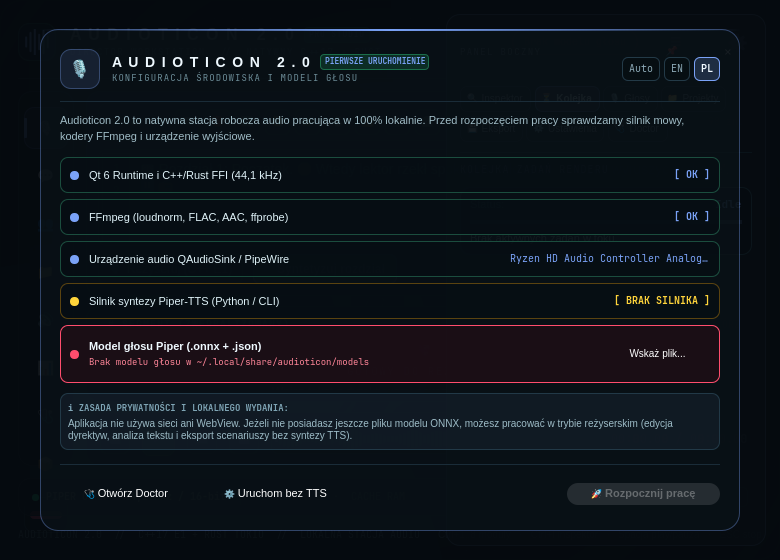 AUDIOTICON 2.0 PIERWSZE URUCHOMIENIE
KONFIGURACJA ŚRODOWISKA I MODELI GŁOSU
Auto EN PL
Audioticon 2.0 to natywna stacja robocza audio pracująca w 100% lokalnie. Przed rozpoczęciem pracy sprawdzamy silnik mowy,
kodery FFmpeg i urządzenie wyjściowe.
Qt 6 Runtime i C++/Rust FFI (44,1 kHz) [ OK ]
FFmpeg (loudnorm, FLAC, AAC, ffprobe) [ OK ]
Urządzenie audio QAudioSink / PipeWire Ryzen HD Audio Controller Analog…
Silnik syntezy Piper-TTS (Python / CLI) [ BRAK SILNIKA ]
Model głosu Piper (.onnx + .json)
Brak modelu głosu w ~/.local/share/audioticon/models
Wskaż plik...
ℹ ZASADA PRYWATNOŚCI I LOKALNEGO WYDANIA:
Aplikacja nie używa sieci ani WebView. Jeżeli nie posiadasz jeszcze pliku modelu ONNX, możesz pracować w trybie reżyserskim (edycja
dyrektyw, analiza tekstu i eksport scenariuszy bez syntezy TTS).
🩺 Otwórz Doctor ⚙️ Uruchom bez TTS 🚀 Rozpocznij pracę